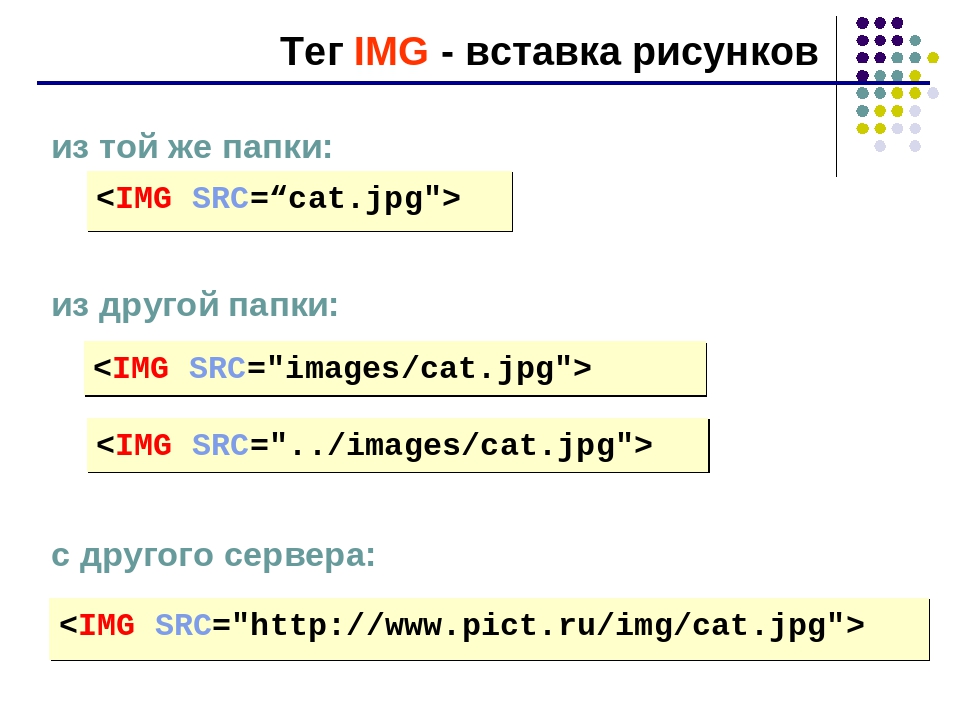 Тег IMG - вставка рисунков
из той же папки:
<IMG SRC=“cat.jpg">
из другой папки:
<IMG SRC="images/cat.jpg">
<IMG SRC="../images/cat.jpg">
с другого сервера:
<IMG SRC="http://www.pict.ru/img/cat.jpg">